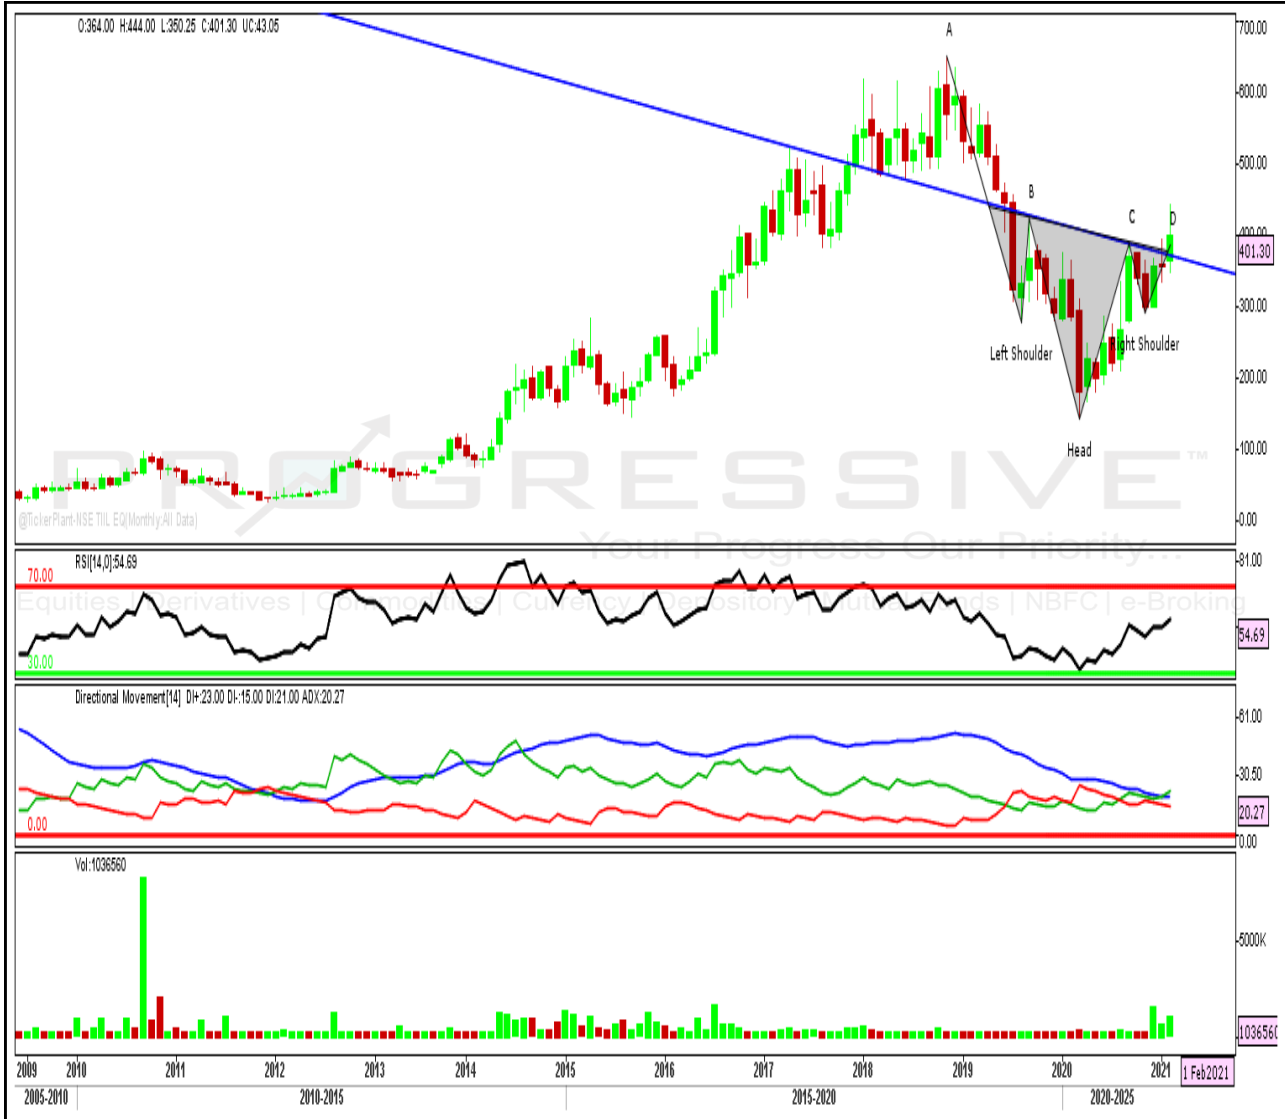 O:364.00 H:444.00 L:350.25 C:401.30 UC:43.05
A
B
C
D
Left Shoulder
Right Shoulder
Head
700.00
600.00
500.00
400.00
401.30
300.00
200.00
100.00
0.00
PROGRESSIVE™
Your Progress Our Priority...
@TickerPlant-NSE TIIL EQ(Monthly:All Data)
RSI[14,0]:54.69
70.00
30.00
81.00
54.69
Equities | Derivatives | Commodities | Currency | Depository | Mutual Funds | NBFC | e-Broking
Directional Movement[14] DI+:23.00 DI-:15.00 DI:21.00 ADX:20.27
0.00
61.00
30.50
20.27
0.00
Vol:1036560
5000K
1036560
2009 2010 2011 2012 2013 2014 2015 2016 2017 2018 2019 2020 2021
1 Feb2021
2005-2010 2010-2015 2015-2020 2020-2025